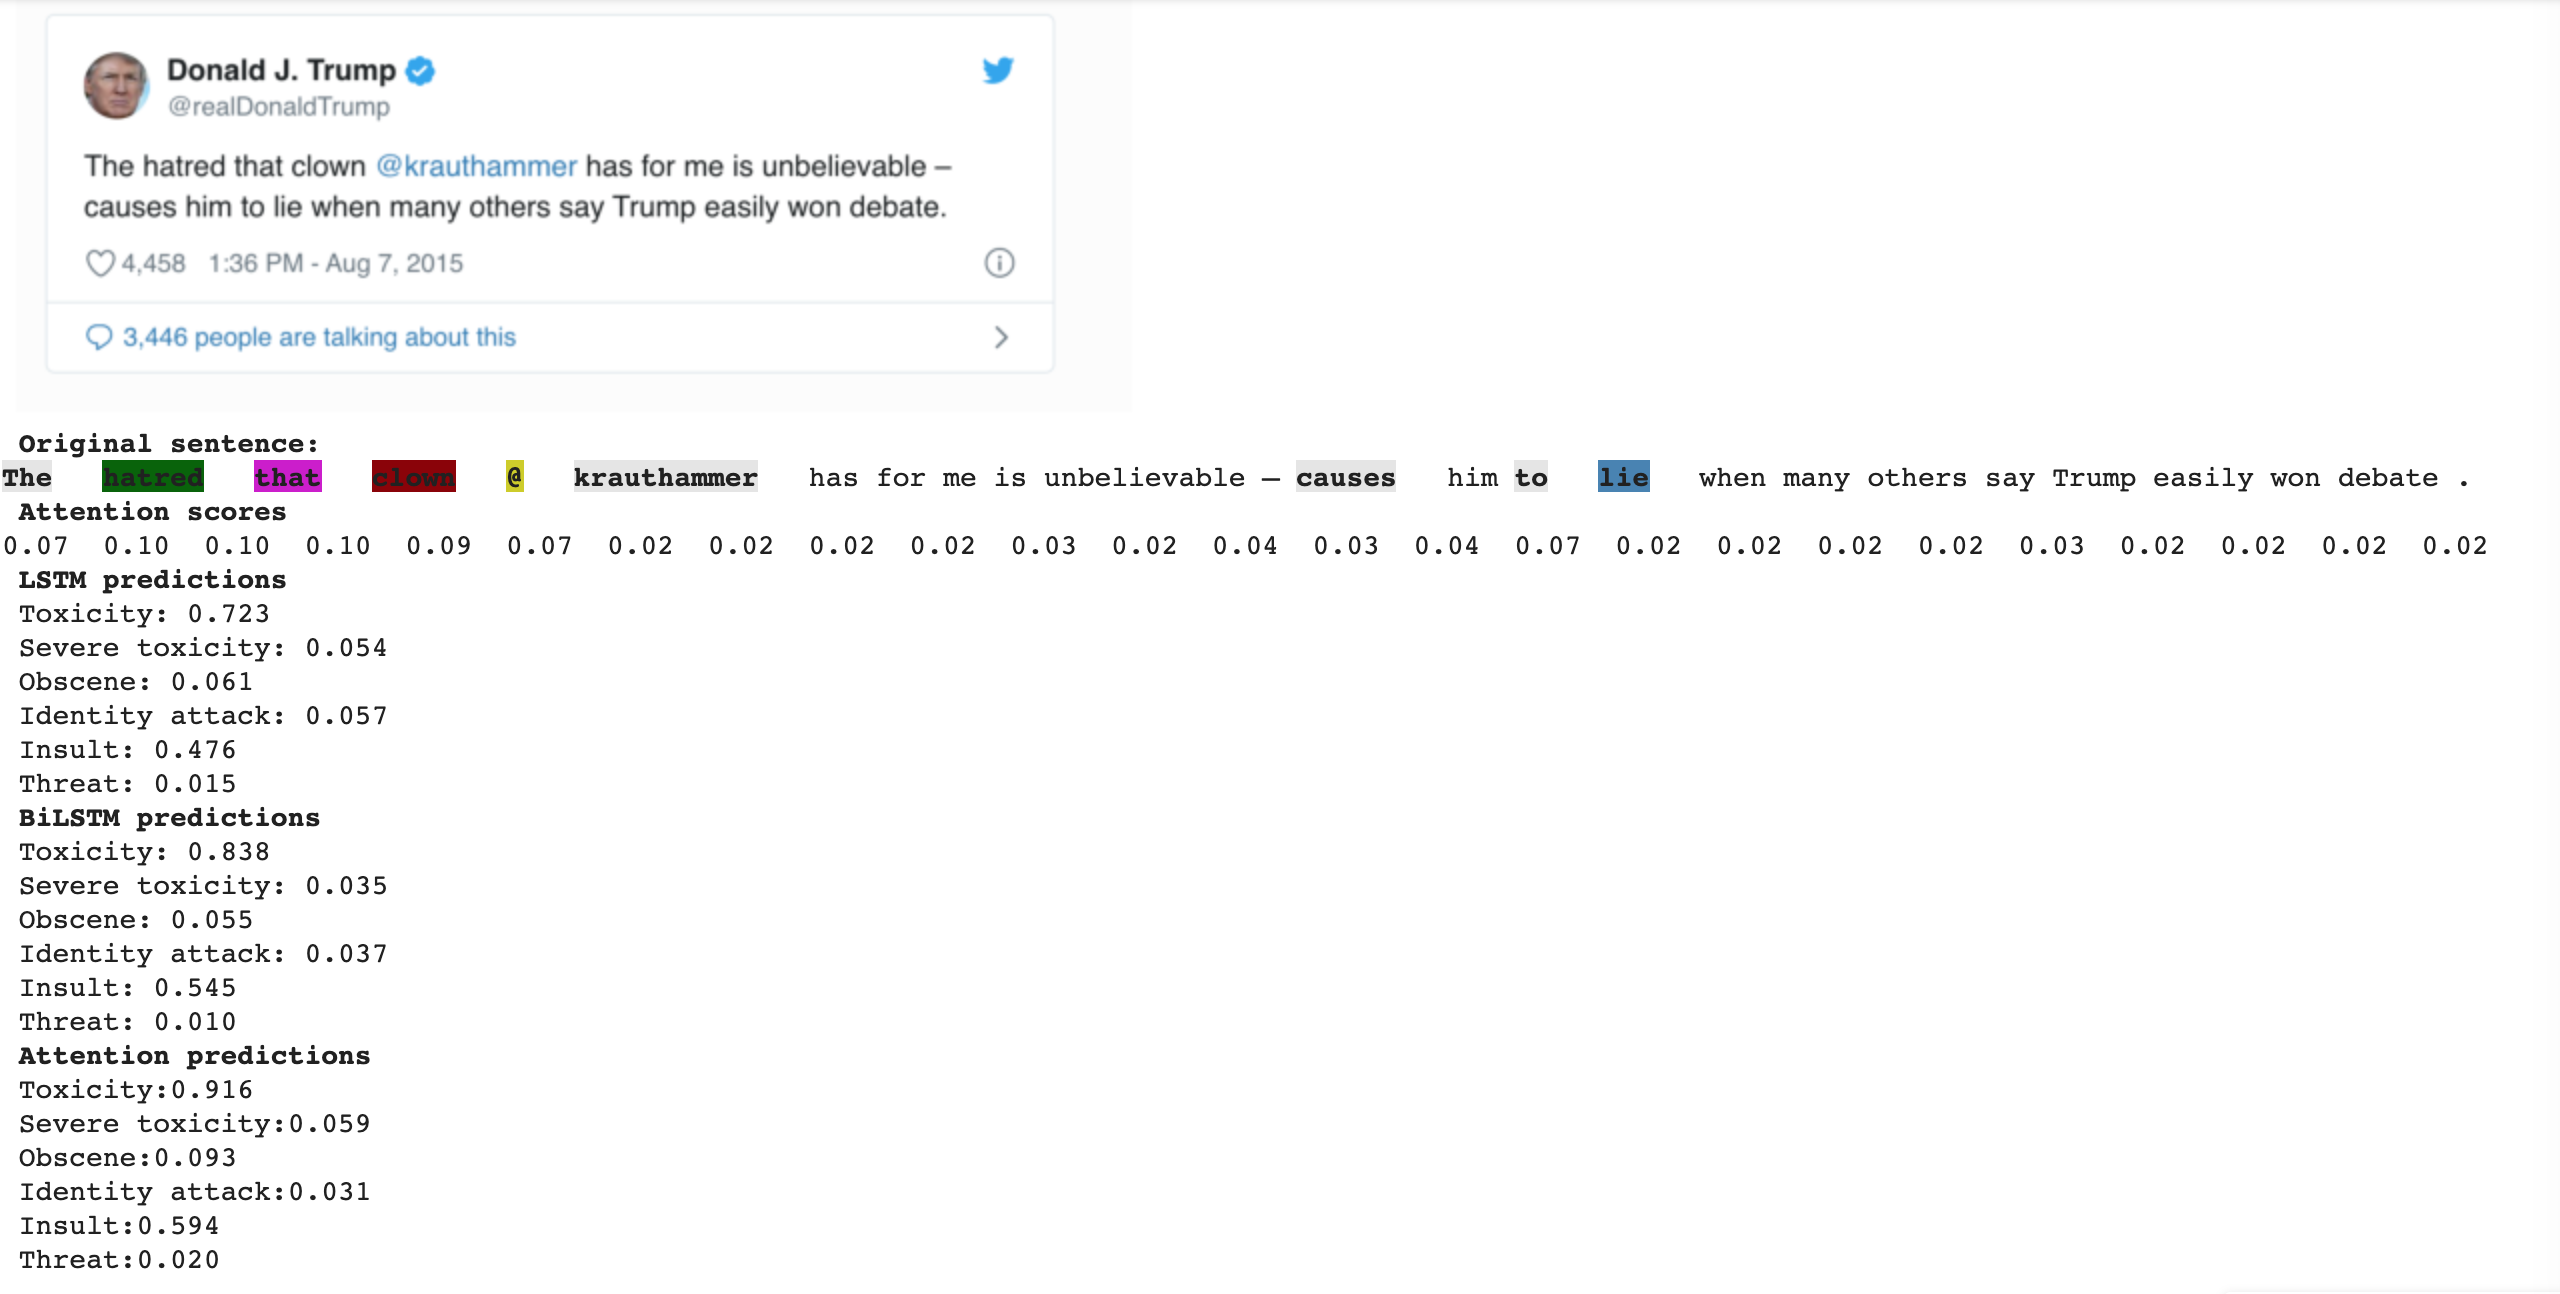 Donald J. Trump
@realDonaldTrump
The hatred that clown @krauthammer has for me is unbelievable –
causes him to lie when many others say Trump easily won debate.
4,458 1:36 PM - Aug 7, 2015
3,446 people are talking about this
Original sentence:
The hatred that clown @ krauthammer has for me is unbelievable – causes him to lie when many others say Trump easily won debate .
Attention scores
0.07 0.10 0.10 0.10 0.09 0.07 0.02 0.02 0.02 0.02 0.03 0.02 0.04 0.03 0.04 0.07 0.02 0.02 0.02 0.02 0.03 0.02 0.02 0.02 0.02
LSTM predictions
Toxicity: 0.723
Severe toxicity: 0.054
Obscene: 0.061
Identity attack: 0.057
Insult: 0.476
Threat: 0.015
BiLSTM predictions
Toxicity: 0.838
Severe toxicity: 0.035
Obscene: 0.055
Identity attack: 0.037
Insult: 0.545
Threat: 0.010
Attention predictions
Toxicity:0.916
Severe toxicity:0.059
Obscene:0.093
Identity attack:0.031
Insult:0.594
Threat:0.020